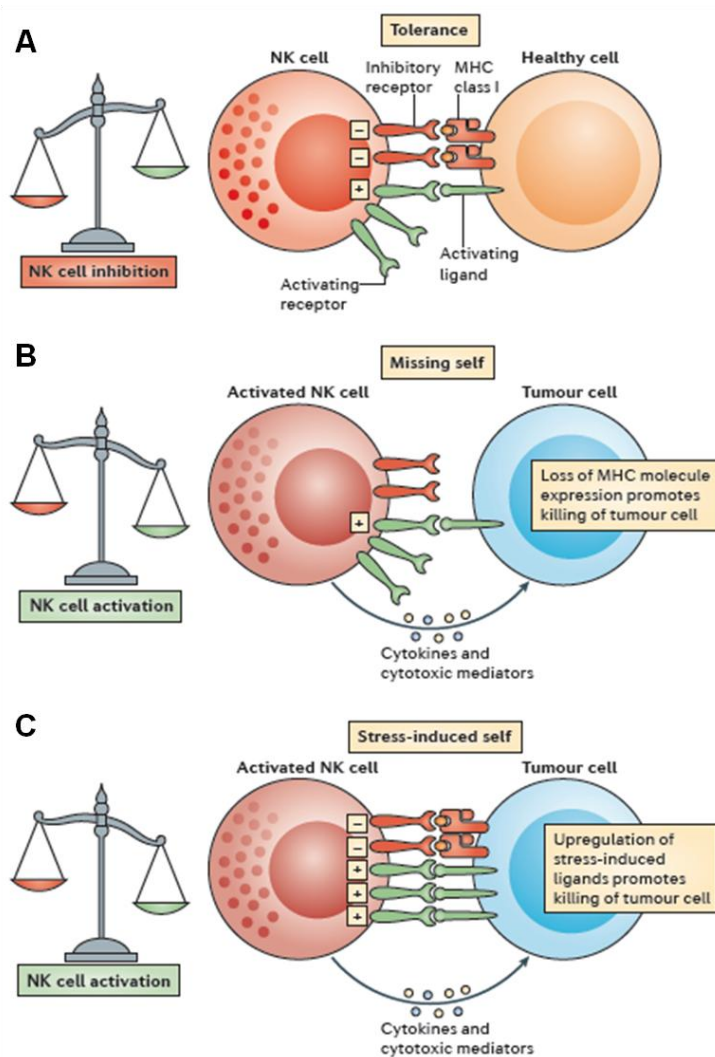 A
Tolerance
NK cell
Inhibitory
receptor
MHC
class I
Healthy cell
−
−
+
NK cell inhibition
Activating
receptor
Activating
ligand
B
Missing self
Activated NK cell
Tumour cell
Loss of MHC molecule
expression promotes
killing of tumour cell
+
NK cell activation
Cytokines and
cytotoxic mediators
C
Stress-induced self
Activated NK cell
Tumour cell
−
−
+
+
+
Upregulation of
stress-induced
ligands promotes
killing of tumour cell
NK cell activation
Cytokines and
cytotoxic mediators